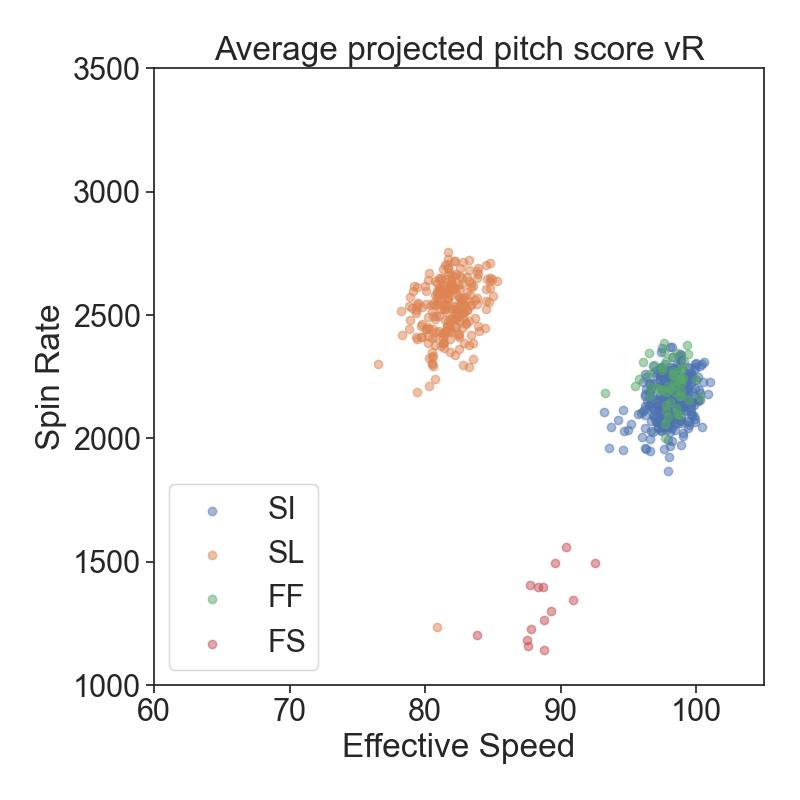 Average projected pitch score vR
3500
3000
2500
2000
1500
1000
Spin Rate
SI
SL
FF
FS
60 70 80 90 100
Effective Speed